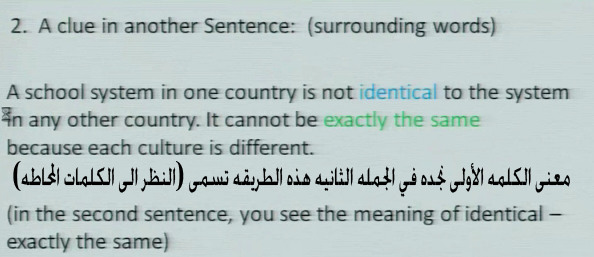 2. A clue in another Sentence: (surrounding words)
A school system in one country is not identical to the system
in any other country. It cannot be exactly the same
because each culture is different.
معنى الكلمه الأولى نجده في الجمله الثانيه هذه الطريقه تسمى (النظر الى الكلمات المحاطه)
(in the second sentence, you see the meaning of identical –
exactly the same)